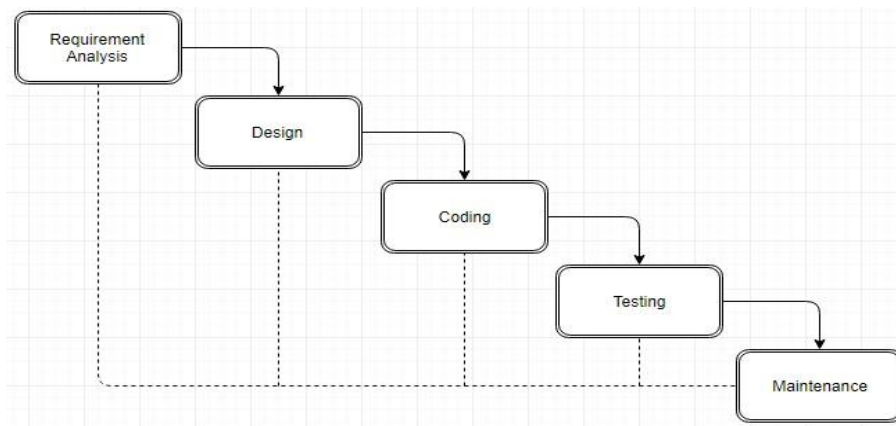 Requirement
Analysis
Design
Coding
Testing
Maintenance